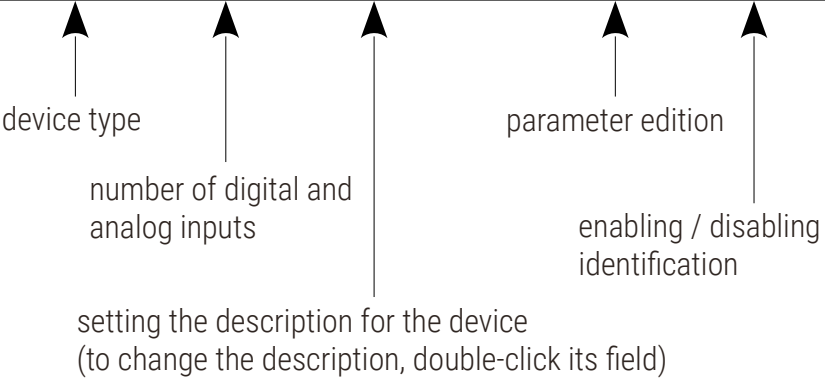 device type
parameter edition
number of digital and
analog inputs
enabling / disabling
identification
setting the description for the device
(to change the description, double-click its field)